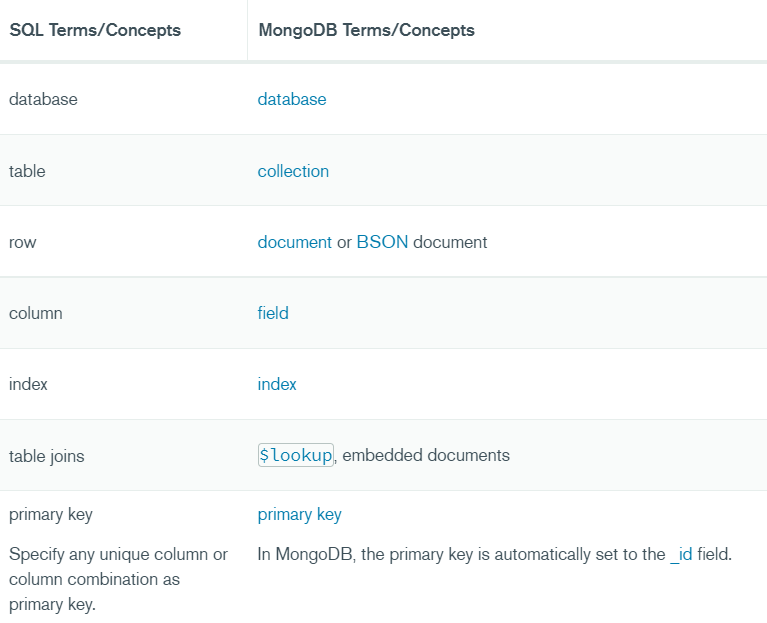 SQL Terms/Concepts MongoDB Terms/Concepts
database database
table collection
row document or BSON document
column field
index index
table joins $lookup, embedded documents
primary key primary key
Specify any unique column or In MongoDB, the primary key is automatically set to the _id field.
column combination as
primary key.